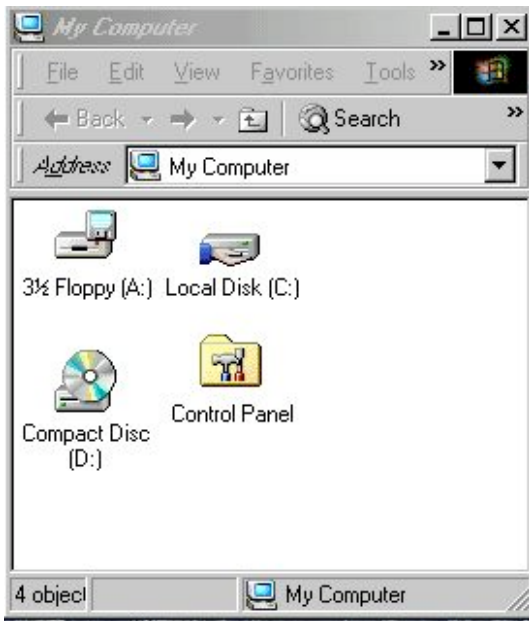 My Computer
File Edit View Favorites Tools »
Back Search »
Address My Computer
3½ Floppy (A:) Local Disk (C:)
Compact Disc
(D:)
Control Panel
4 object My Computer